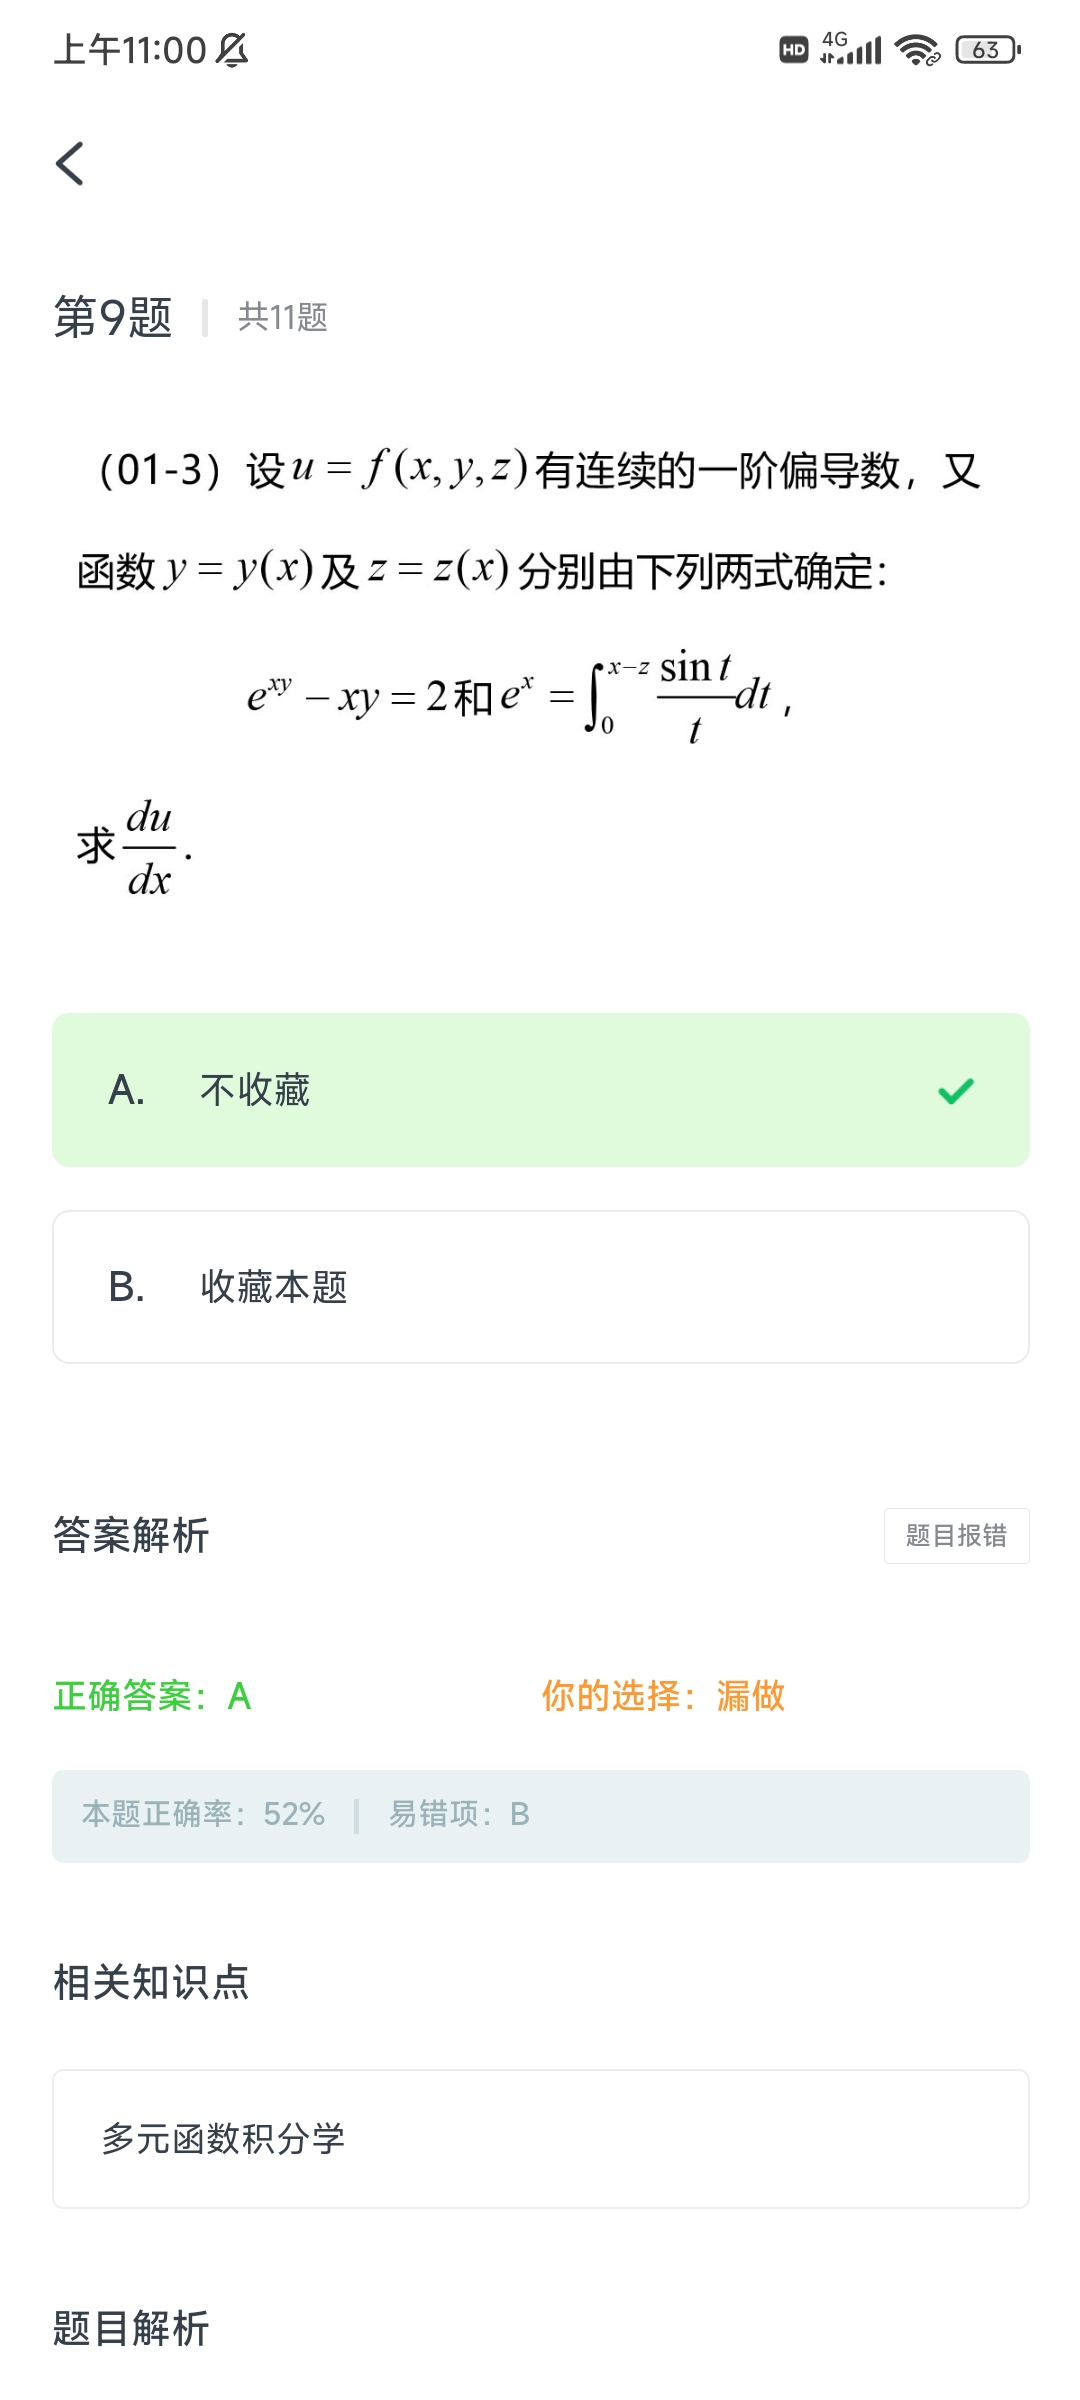 上午11:00 HD 4G 63
第9题 共11题
（01-3）设 u = f(x, y, z) 有连续的一阶偏导数，又
函数 y = y(x) 及 z = z(x) 分别由下列两式确定：
e^{xy} − xy = 2 和 e^x = ∫_0^{x−z} \frac{\sin t}{t} dt，
求 \frac{du}{dx}.
A. 不收藏
B. 收藏本题
答案解析 题目报错
正确答案：A 你的选择：漏做
本题正确率：52% 易错项：B
相关知识点
多元函数积分学
题目解析